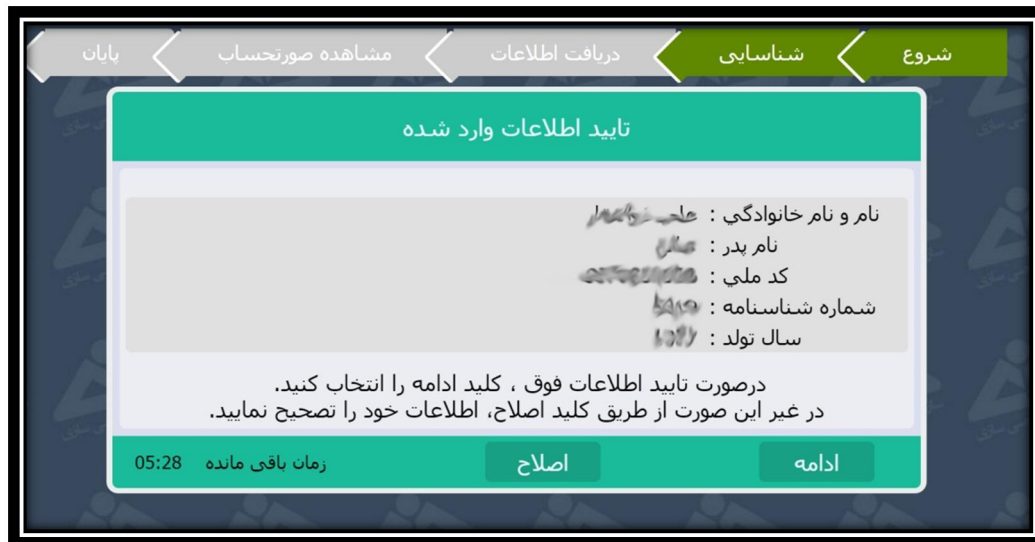 شروع
شناسایی
دریافت اطلاعات
مشاهده صورتحساب
پایان
تایید اطلاعات وارد شده
نام و نام خانوادگي :
نام پدر :
کد ملي :
شماره شناسنامه :
سال تولد :
درصورت تایید اطلاعات فوق ، کلید ادامه را انتخاب کنید.
در غیر این صورت از طریق کلید اصلاح، اطلاعات خود را تصحیح نمایید.
ادامه
اصلاح
زمان باقی مانده 05:28